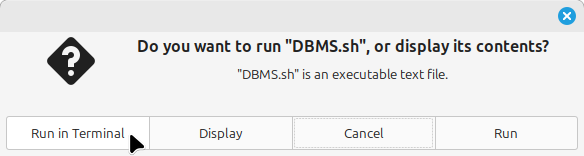 Do you want to run "DBMS.sh", or display its contents?
"DBMS.sh" is an executable text file.
Run in Terminal
Display
Cancel
Run